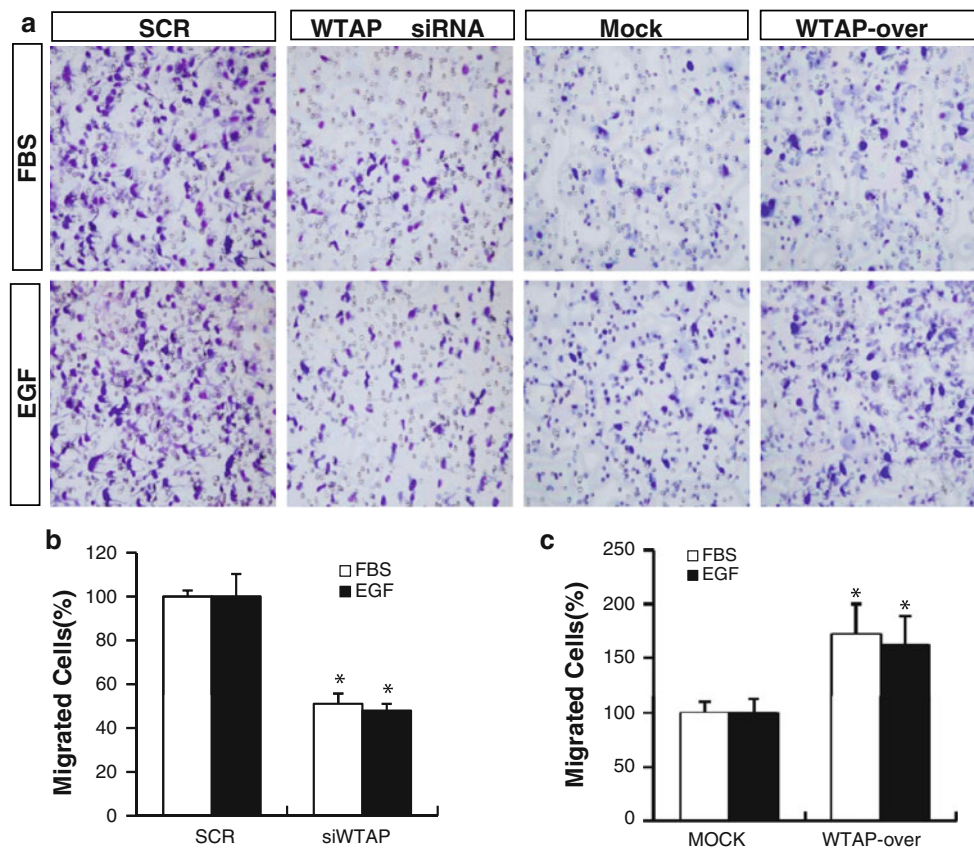 a
SCR
WTAP siRNA
Mock
WTAP-over
FBS
EGF
b
120
100
80
60
40
20
0
Migrated Cells(%)
FBS
EGF
*
*
SCR
siWTAP
c
250
200
150
100
50
0
Migrated Cells(%)
FBS
EGF
*
*
MOCK
WTAP-over